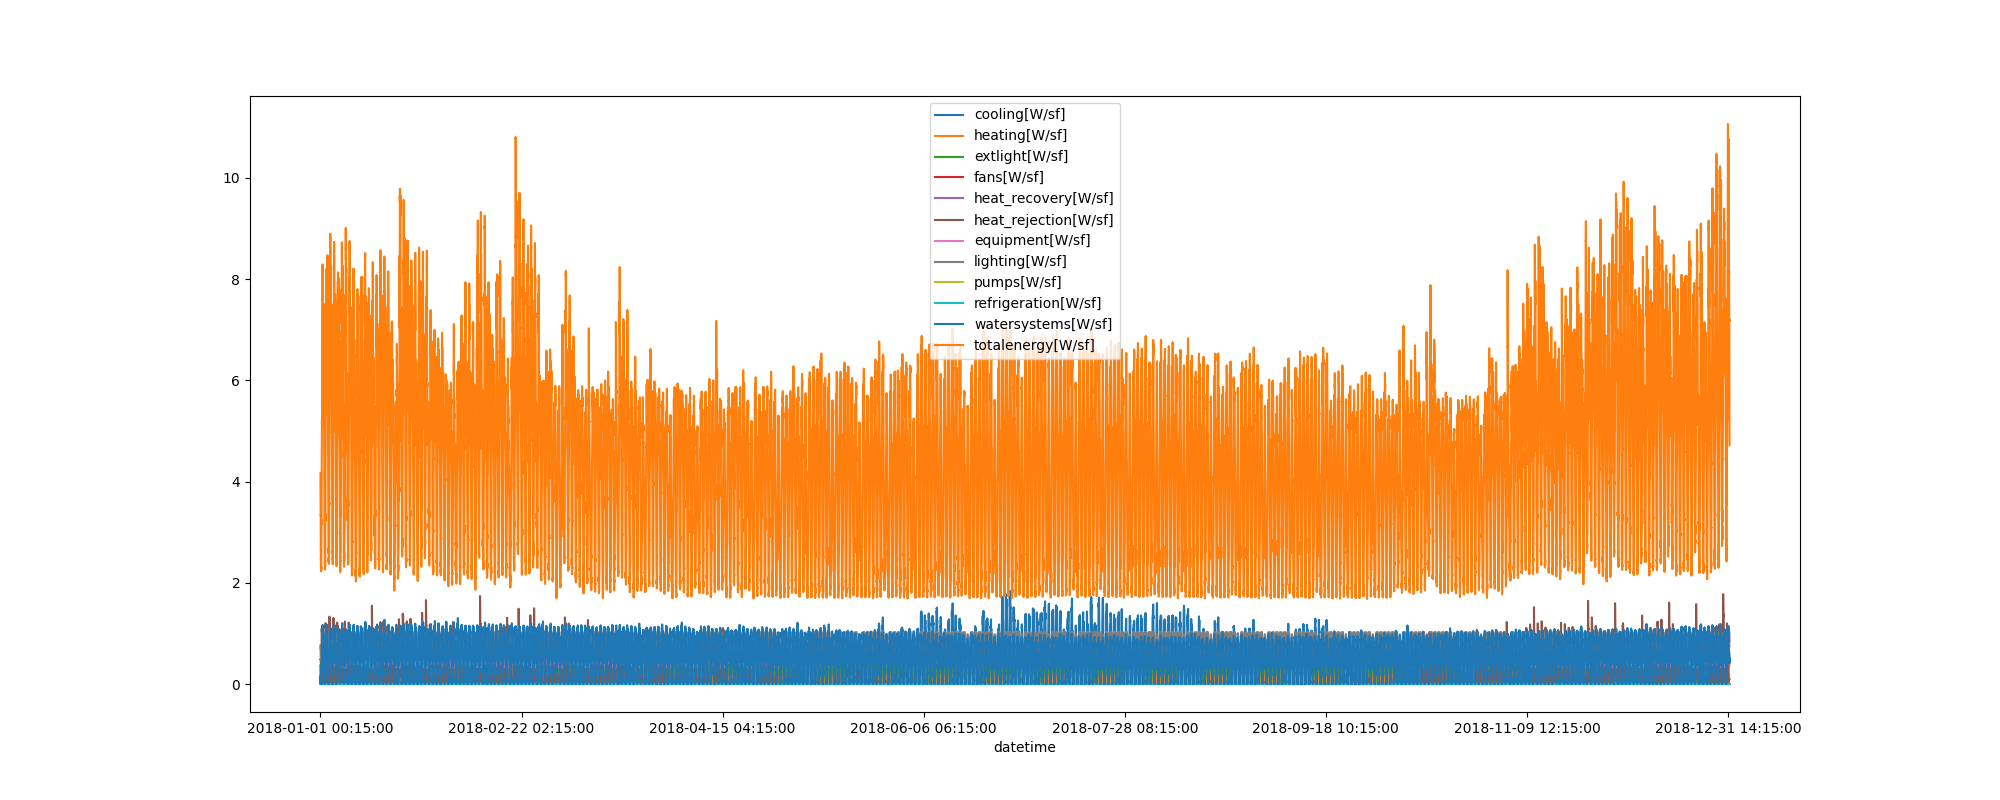 cooling[W/sf]
heating[W/sf]
extlight[W/sf]
fans[W/sf]
heat_recovery[W/sf]
heat_rejection[W/sf]
equipment[W/sf]
lighting[W/sf]
pumps[W/sf]
refrigeration[W/sf]
watersystems[W/sf]
totalenergy[W/sf]
10
8
6
4
2
0
2018-01-01 00:15:00 2018-02-22 02:15:00 2018-04-15 04:15:00 2018-06-06 06:15:00 2018-07-28 08:15:00 2018-09-18 10:15:00 2018-11-09 12:15:00 2018-12-31 14:15:00
datetime